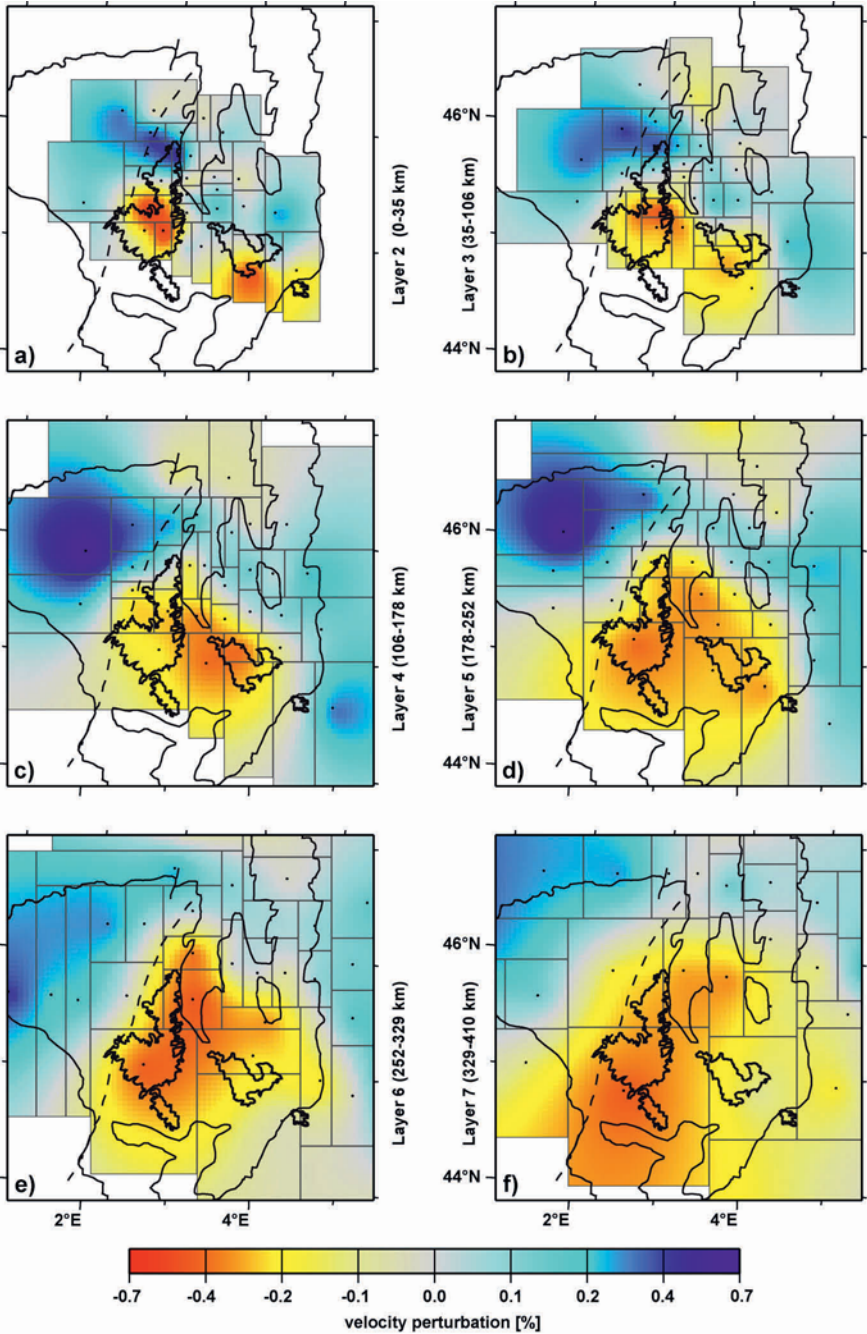 a)
Layer 2 (0-35 km)
46°N
44°N
b)
Layer 3 (35-106 km)
c)
Layer 4 (106-178 km)
46°N
44°N
d)
Layer 5 (178-252 km)
e)
Layer 6 (252-329 km)
46°N
44°N
f)
Layer 7 (329-410 km)
2°E
4°E
2°E
4°E
-0.7
-0.4
-0.2
-0.1
0.0
0.1
0.2
0.4
0.7
velocity perturbation [%]